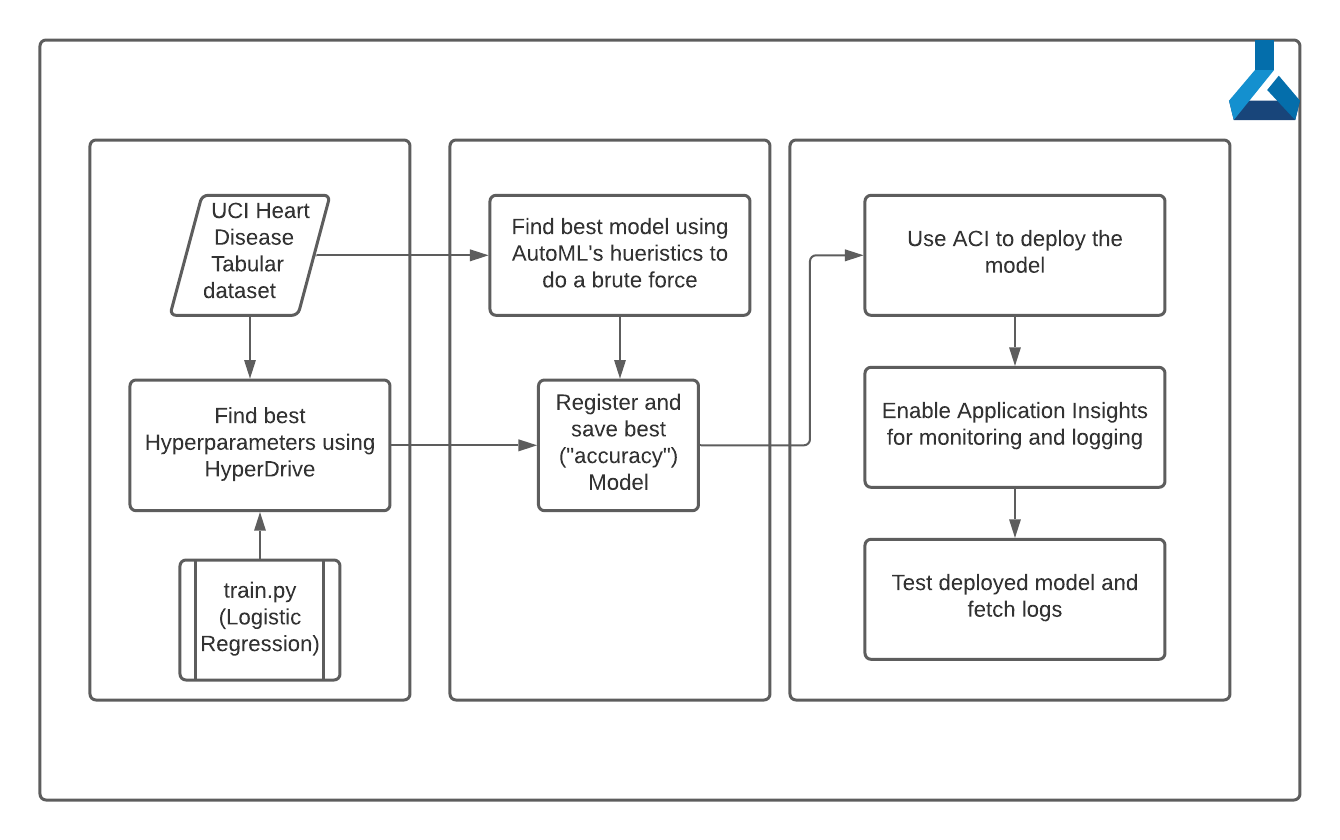 UCI Heart
Disease
Tabular
dataset
Find best
Hyperparameters using
HyperDrive
train.py
(Logistic
Regression)
Find best model using
AutoML's hueristics to
do a brute force
Register and
save best
("accuracy")
Model
Use ACI to deploy the
model
Enable Application Insights
for monitoring and logging
Test deployed model and
fetch logs